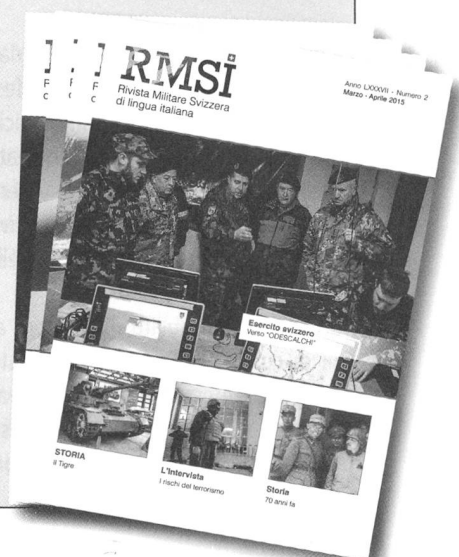 RMSI
Rivista Militare Svizzera
di lingua italiana
Anno LXXXVII - Numero 2
Marzo - Aprile 2015
Esercito svizzero
Verso "ODESCALCHI"
STORIA
il Tigre
L'Intervista
I rischi del terrorismo
Storia
70 anni fa